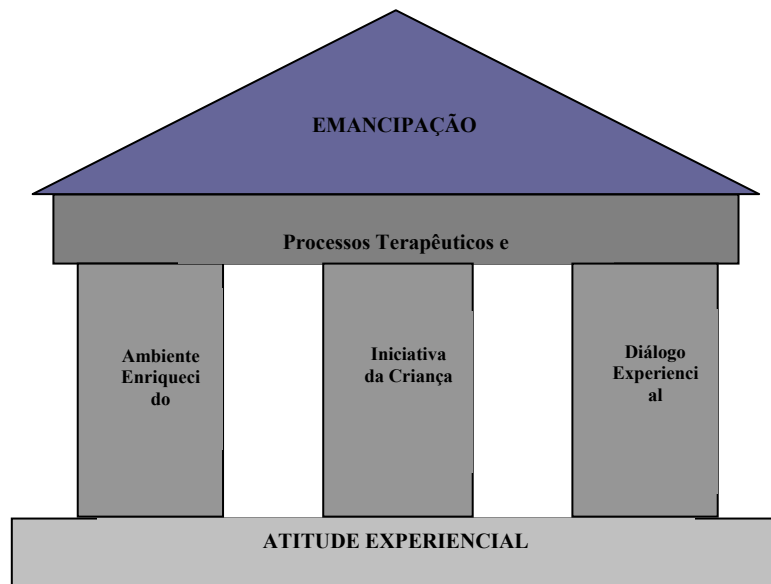 EMANCIPAÇÃO
Processos Terapêuticos e
Ambiente
Enriqueci
do
Iniciativa
da Criança
Diálogo
Experienci
al
ATITUDE EXPERIENCIAL